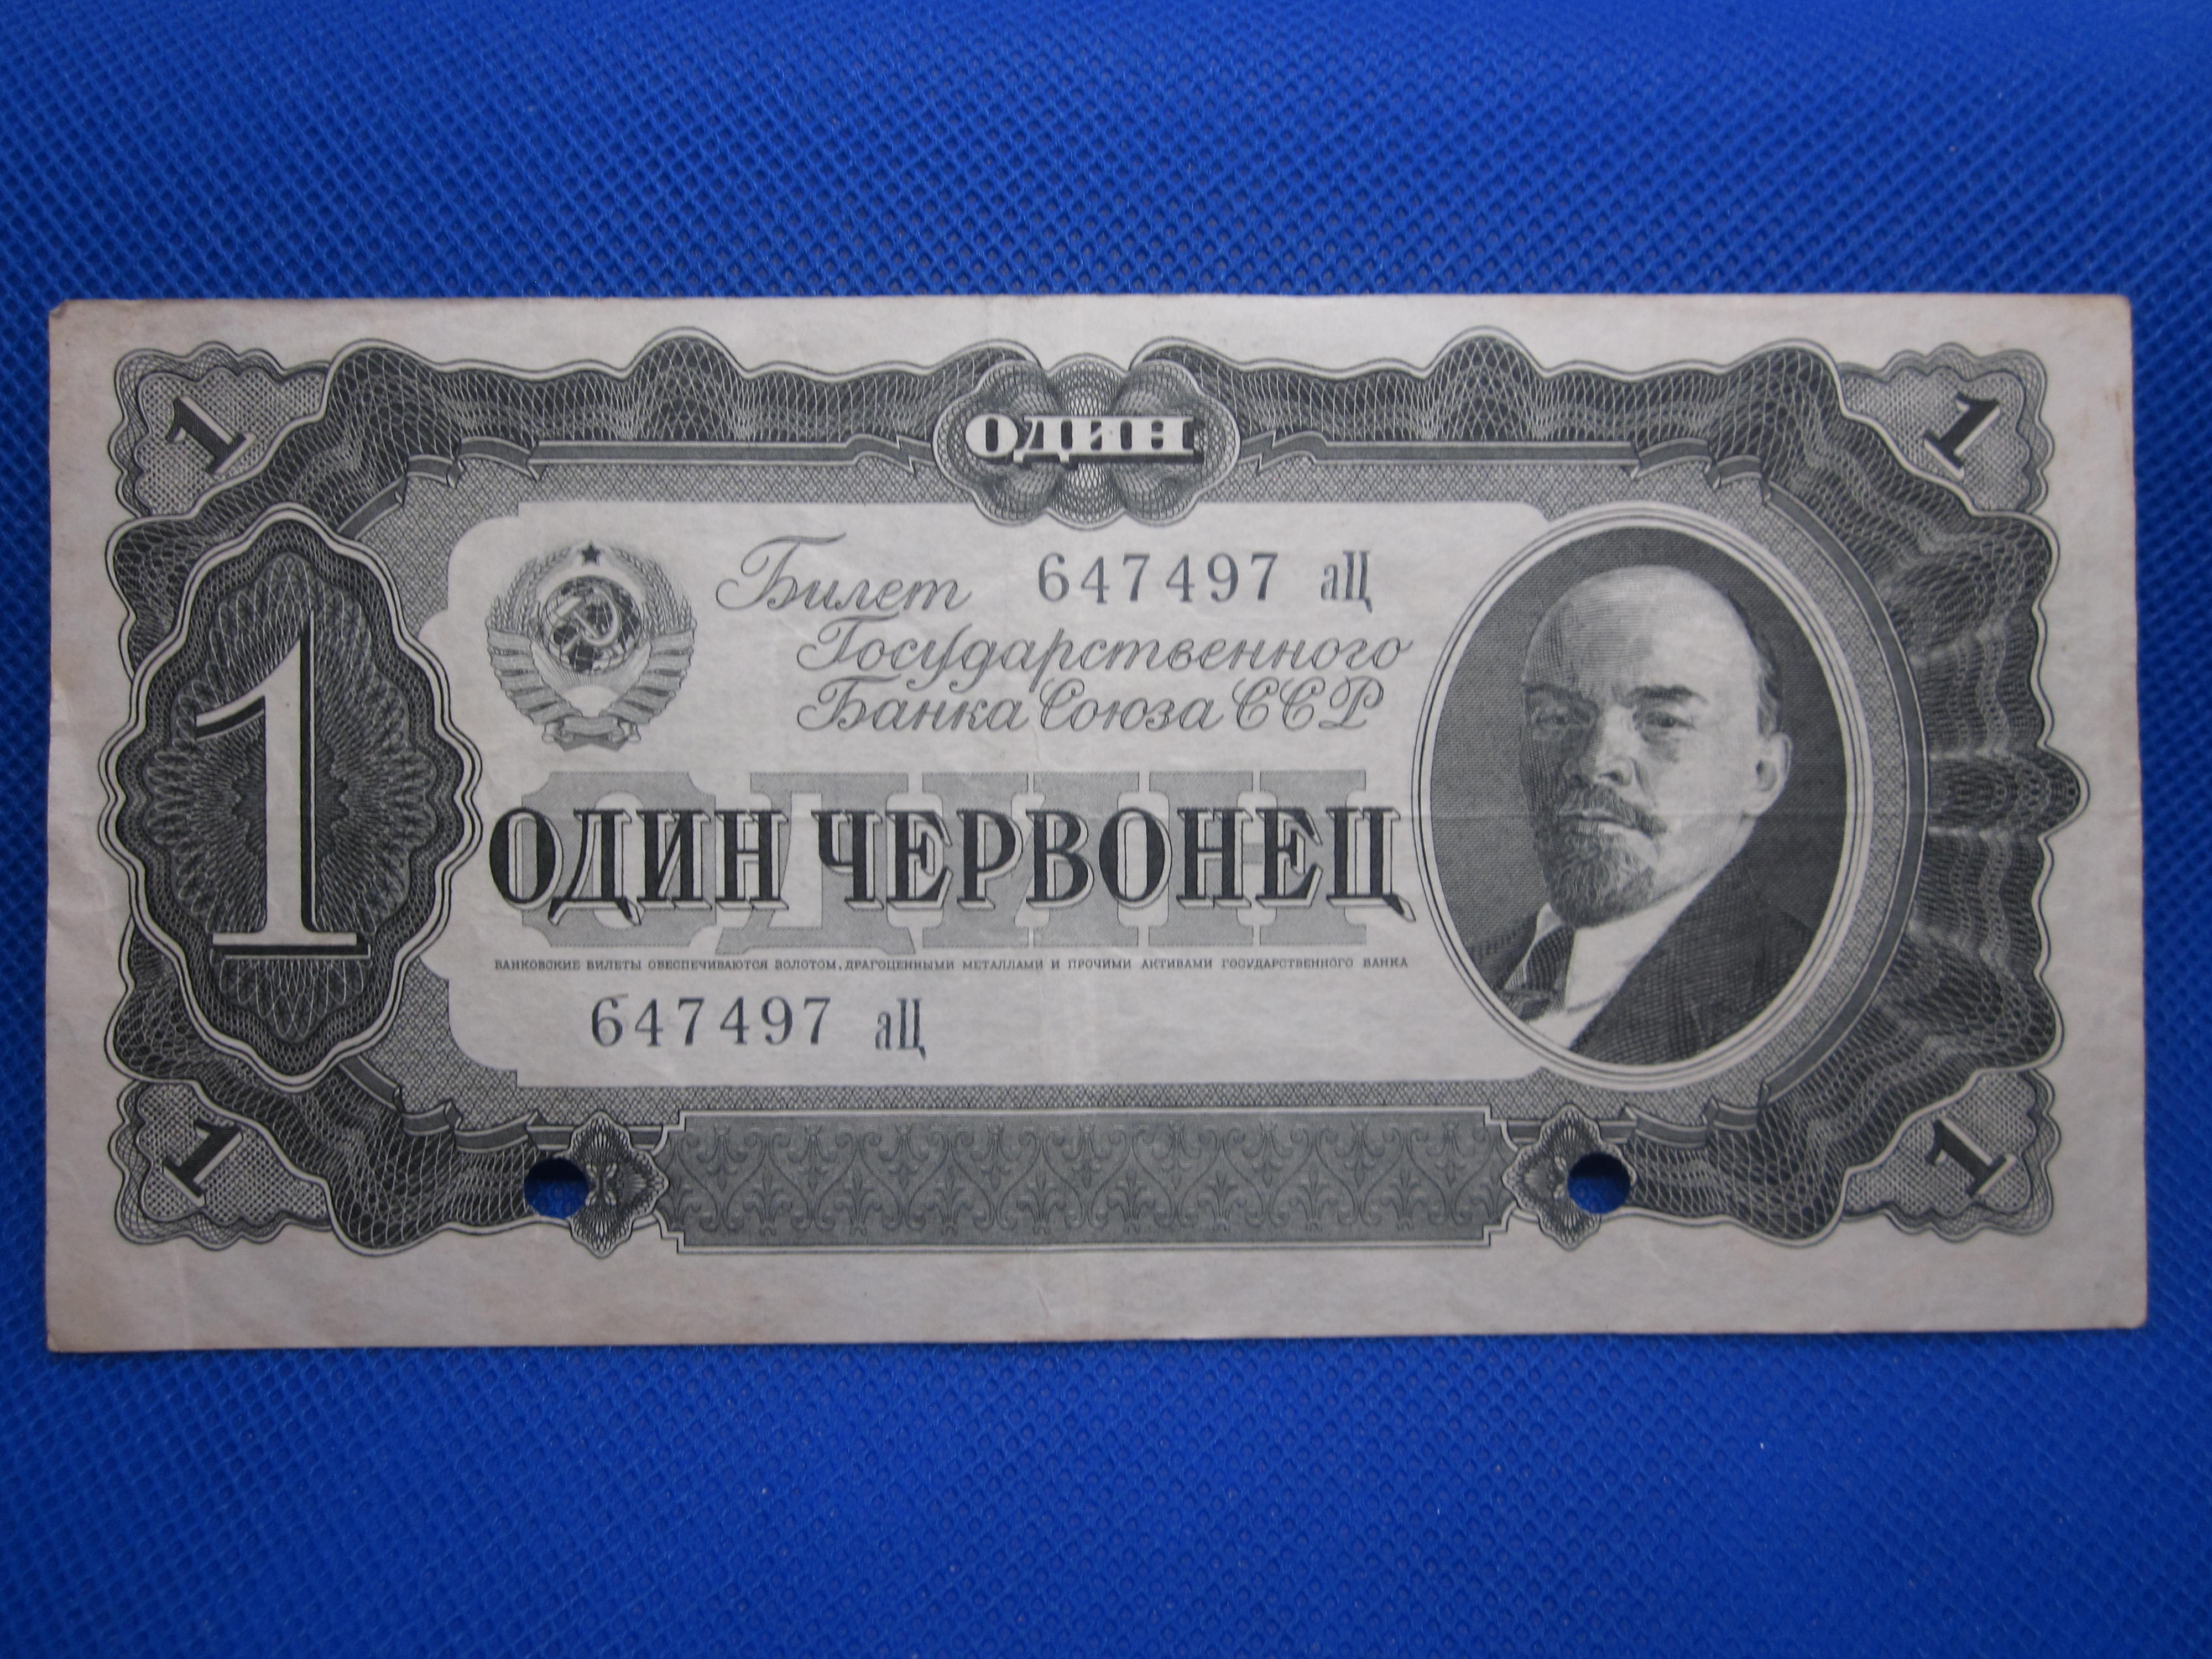 1
1
ОДИН
Билет 647497 аЦ
Государственного
Банка Союза ССР
1
ОДИН
ОДИН ЧЕРВОНЕЦ
БАНКОВСКИЕ БИЛЕТЫ ОБЕСПЕЧИВАЮТСЯ ЗОЛОТОМ, ДРАГОЦЕННЫМИ МЕТАЛЛАМИ И ПРОЧИМИ АКТИВАМИ ГОСУДАРСТВЕННОГО БАНКА
647497 аЦ
1
1